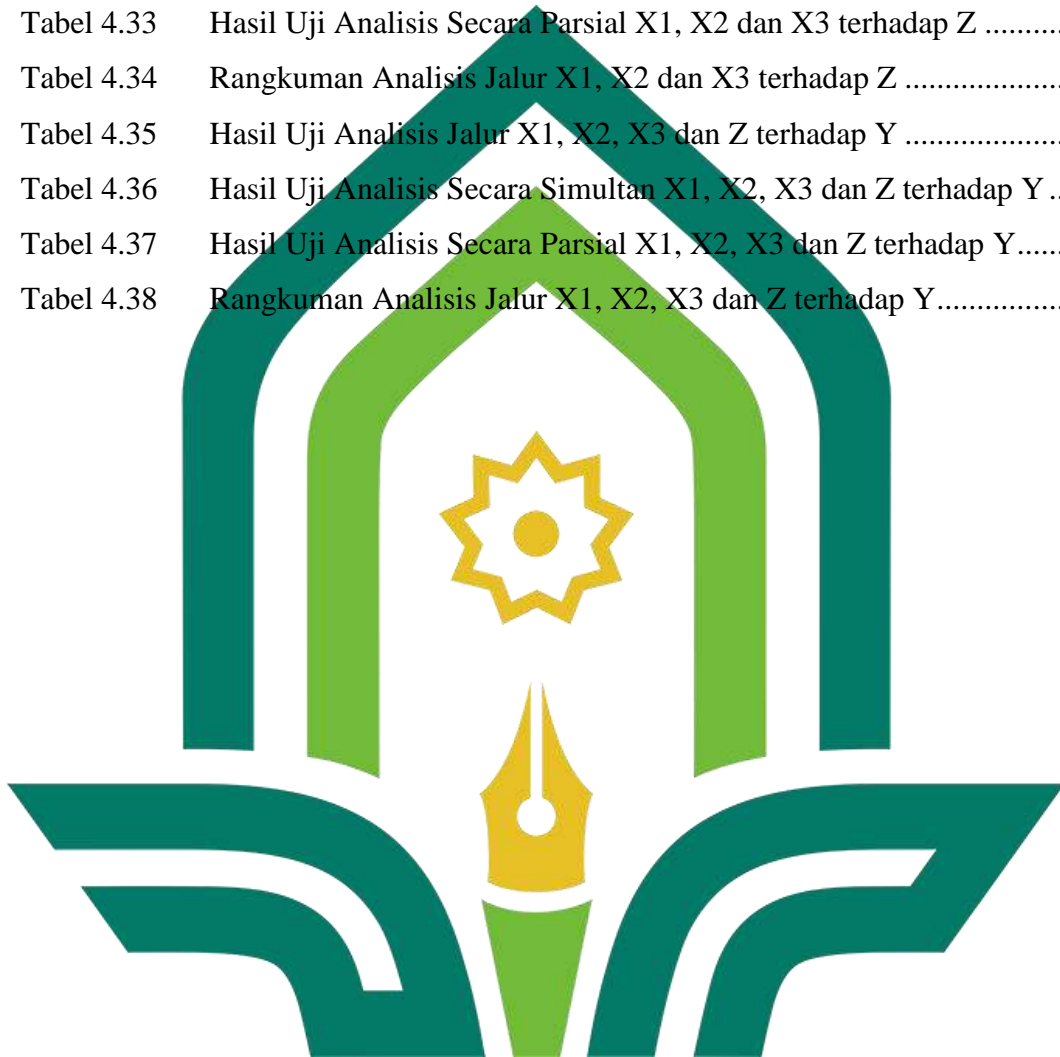 Tabel 4.33 Hasil Uji Analisis Secara Parsial X1, X2 dan X3 terhadap Z ..........
Tabel 4.34 Rangkuman Analisis Jalur X1, X2 dan X3 terhadap Z ..................
Tabel 4.35 Hasil Uji Analisis Jalur X1, X2, X3 dan Z terhadap Y ..................
Tabel 4.36 Hasil Uji Analisis Secara Simultan X1, X2, X3 dan Z terhadap Y ..
Tabel 4.37 Hasil Uji Analisis Secara Parsial X1, X2, X3 dan Z terhadap Y......
Tabel 4.38 Rangkuman Analisis Jalur X1, X2, X3 dan Z terhadap Y................